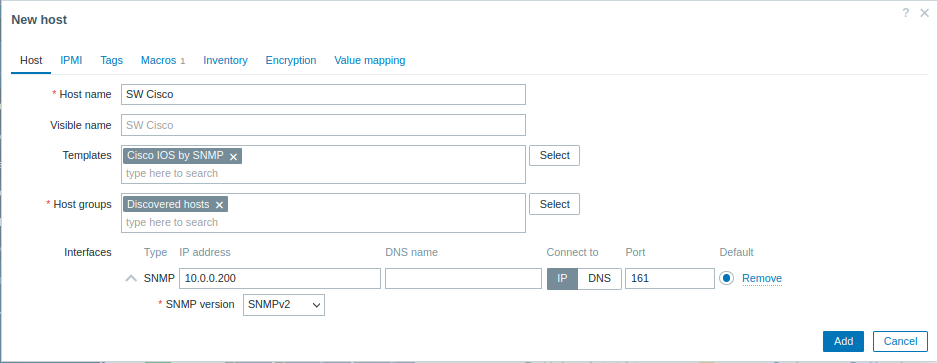 New host
?
Host IPMI Tags Macros 1 Inventory Encryption Value mapping
* Host name SW Cisco
Visible name SW Cisco
Templates Cisco IOS by SNMP Select
type here to search
* Host groups Discovered hosts Select
type here to search
Interfaces Type IP address DNS name Connect to Port Default
SNMP 10.0.0.200 IP DNS 161 Remove
* SNMP version SNMPv2
Add Cancel